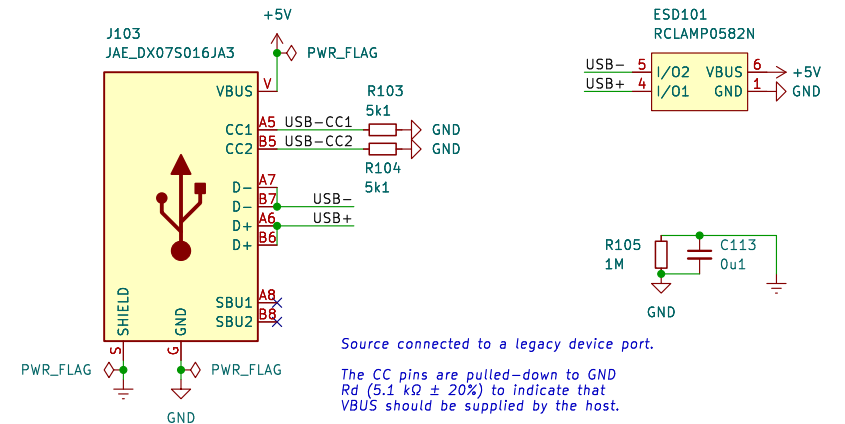 +5V
J103
JAE_DX07S016JA3
PWR_FLAG
VBUS V
R103
5k1
CC1 A5 USB-CC1 GND
CC2 B5 USB-CC2 GND
R104
5k1
D- A7
D- B7 USB-
D+ A6 USB+
D+ B6
SBU1 A8
SBU2 B8
SHIELD GND
S G
PWR_FLAG PWR_FLAG
GND
ESD101
RCLAMP0582N
USB- 5 I/O2 VBUS 6 +5V
USB+ 4 I/O1 GND 1 GND
R105 C113
1M 0u1
GND
Source connected to a legacy device port.
The CC pins are pulled-down to GND
Rd (5.1 kΩ ± 20%) to indicate that
VBUS should be supplied by the host.